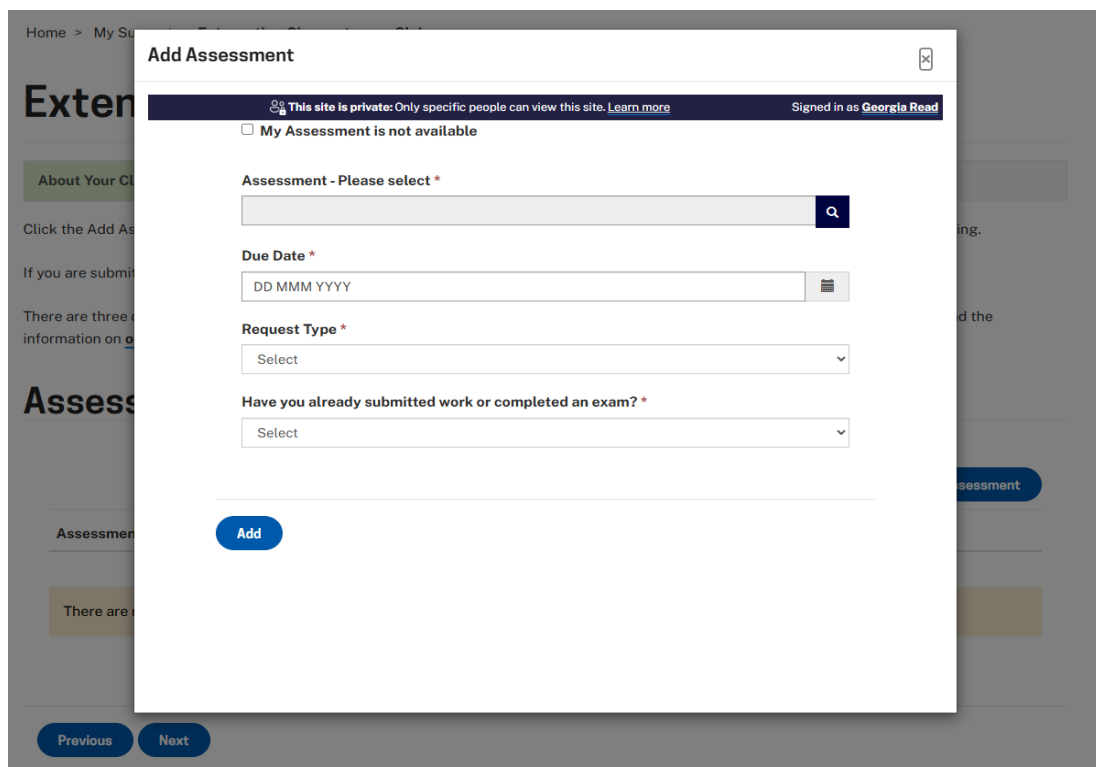 Home > My Su
Add Assessment
×
Exten
This site is private: Only specific people can view this site. Learn more
Signed in as Georgia Read
My Assessment is not available
About Your Cl
Assessment - Please select *
Click the Add As
ing.
Due Date *
If you are submit
DD MMM YYYY
There are three
d the
Request Type *
information on o
Select
Assess
Have you already submitted work or completed an exam? *
Select
ssessment
Assessmen
Add
There are
Previous
Next